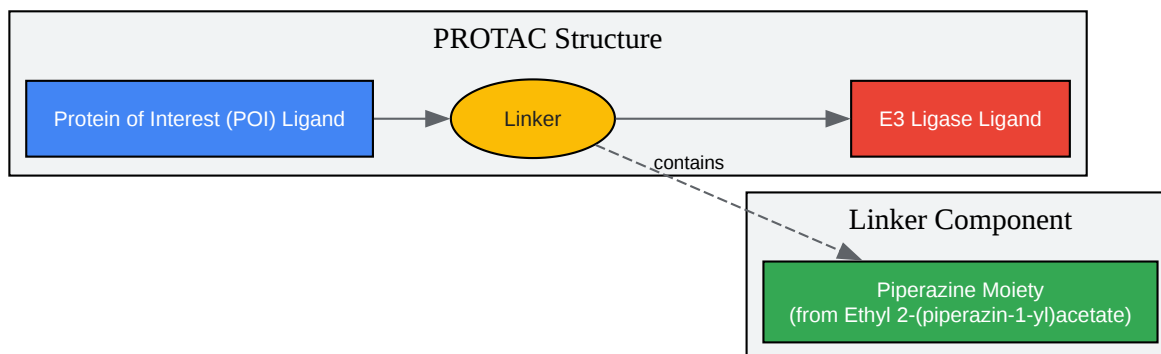 PROTAC Structure
Protein of Interest (POI) Ligand
Linker
E3 Ligase Ligand
contains
Linker Component
Piperazine Moiety
(from Ethyl 2-(piperazin-1-yl)acetate)